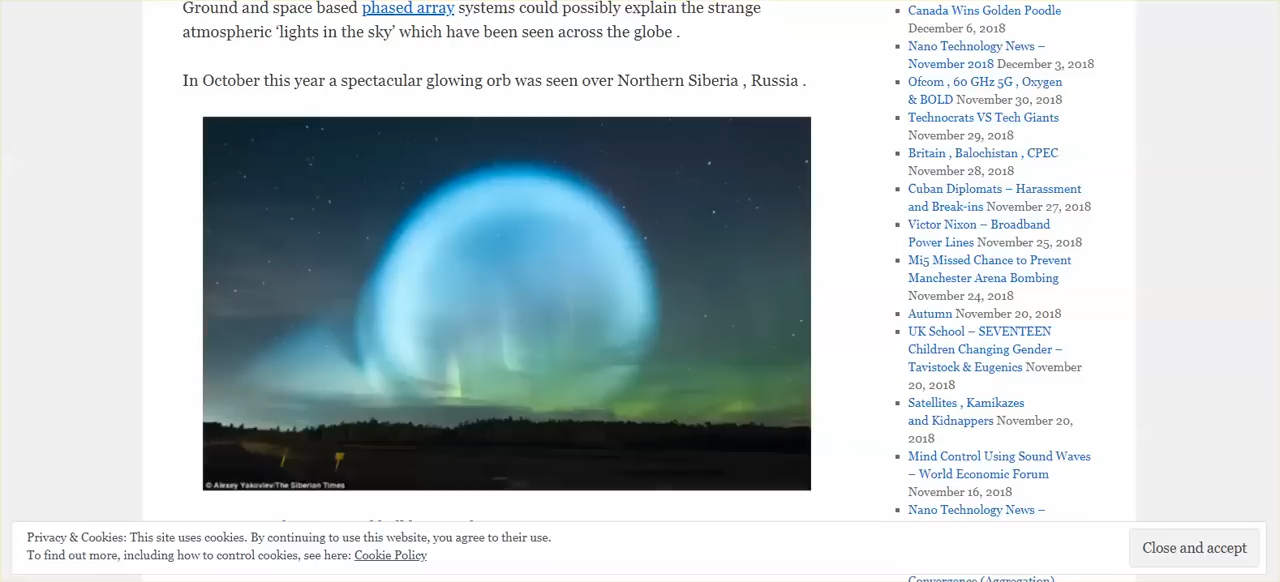 Ground and space based phased array systems could possibly explain the strange
atmospheric ‘lights in the sky’ which have been seen across the globe .
In October this year a spectacular glowing orb was seen over Northern Siberia , Russia .
© Alexey Yakovlev/The Siberian Times
Canada Wins Golden Poodle
December 6, 2018
Nano Technology News –
November 2018 December 3, 2018
Ofcom , 60 GHz 5G , Oxygen
& BOLD November 30, 2018
Technocrats VS Tech Giants
November 29, 2018
Britain , Balochistan , CPEC
November 28, 2018
Cuban Diplomats – Harassment
and Break-ins November 27, 2018
Victor Nixon – Broadband
Power Lines November 25, 2018
Mi5 Missed Chance to Prevent
Manchester Arena Bombing
November 24, 2018
Autumn November 20, 2018
UK School – SEVENTEEN
Children Changing Gender –
Tavistock & Eugenics November
20, 2018
Satellites , Kamikazes
and Kidnappers November 20,
2018
Mind Control Using Sound Waves
– World Economic Forum
November 16, 2018
Nano Technology News –
Convergence (Aggregation)
Privacy & Cookies: This site uses cookies. By continuing to use this website, you agree to their use.
To find out more, including how to control cookies, see here: Cookie Policy
Close and accept